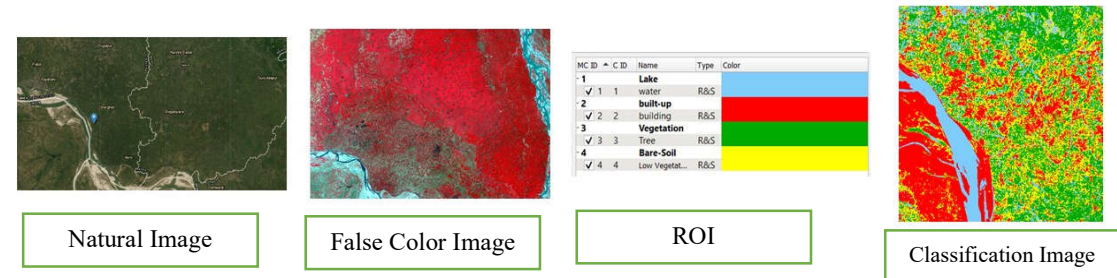 MC ID C ID Name Type Color
1 Lake
1 1 water R&S
2 built-up
2 2 building R&S
3 Vegetation
3 3 Tree R&S
4 Bare-Soil
4 4 Low Vegetat... R&S
Natural Image
False Color Image
ROI
Classification Image